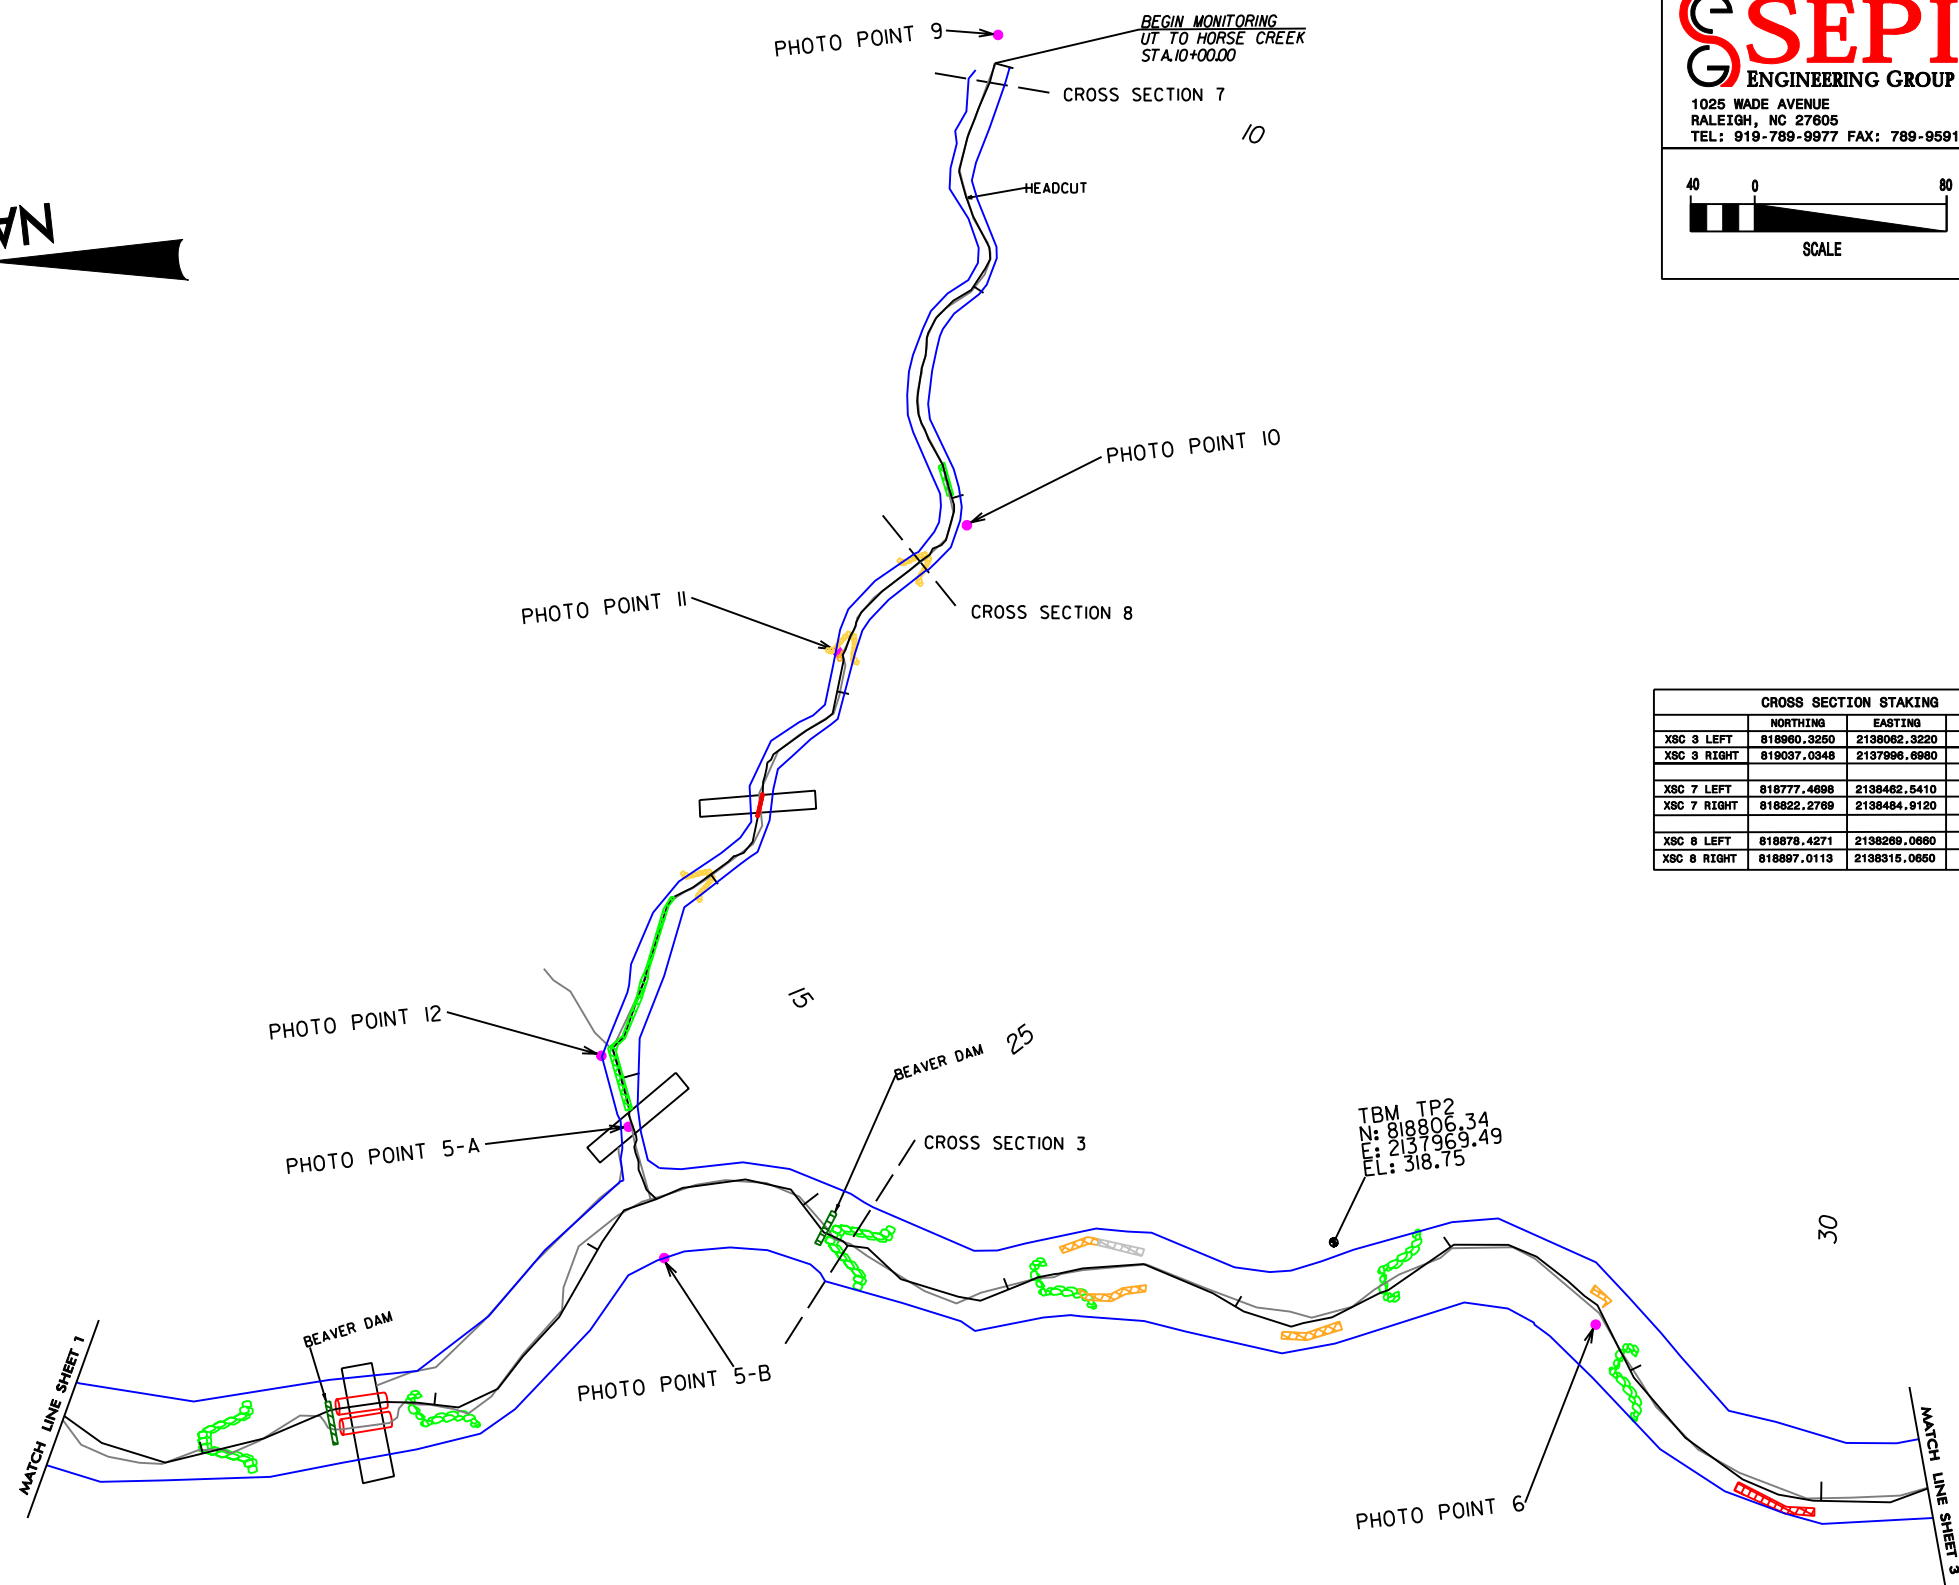 PHOTO POINT 9
BEGIN MONITORING
UT TO HORSE CREEK
STA.10+00.00
CROSS SECTION 7
10
HEADCUT
SEPI
ENGINEERING GROUP
1025 WADE AVENUE
RALEIGH, NC 27605
TEL: 919-789-9977 FAX: 789-9591
40 0 80
SCALE
NA
PHOTO POINT 10
PHOTO POINT 11
CROSS SECTION 8
CROSS SECTION STAKING
NORTHING EASTING
XSC 3 LEFT 818960.3250 2138062.3220
XSC 3 RIGHT 819037.0348 2137996.6980
XSC 7 LEFT 818777.4698 2138462.5410
XSC 7 RIGHT 818822.2769 2138484.9120
XSC 8 LEFT 818878.4271 2138269.0660
XSC 8 RIGHT 818897.0113 2138315.0650
15
PHOTO POINT 12
BEAVER DAM
25
PHOTO POINT 5-A
CROSS SECTION 3
TBM TP2
N: 818806.34
E: 2137969.49
EL: 318.75
30
BEAVER DAM
PHOTO POINT 5-B
MATCH LINE SHEET 1
PHOTO POINT 6
MATCH LINE SHEET 3